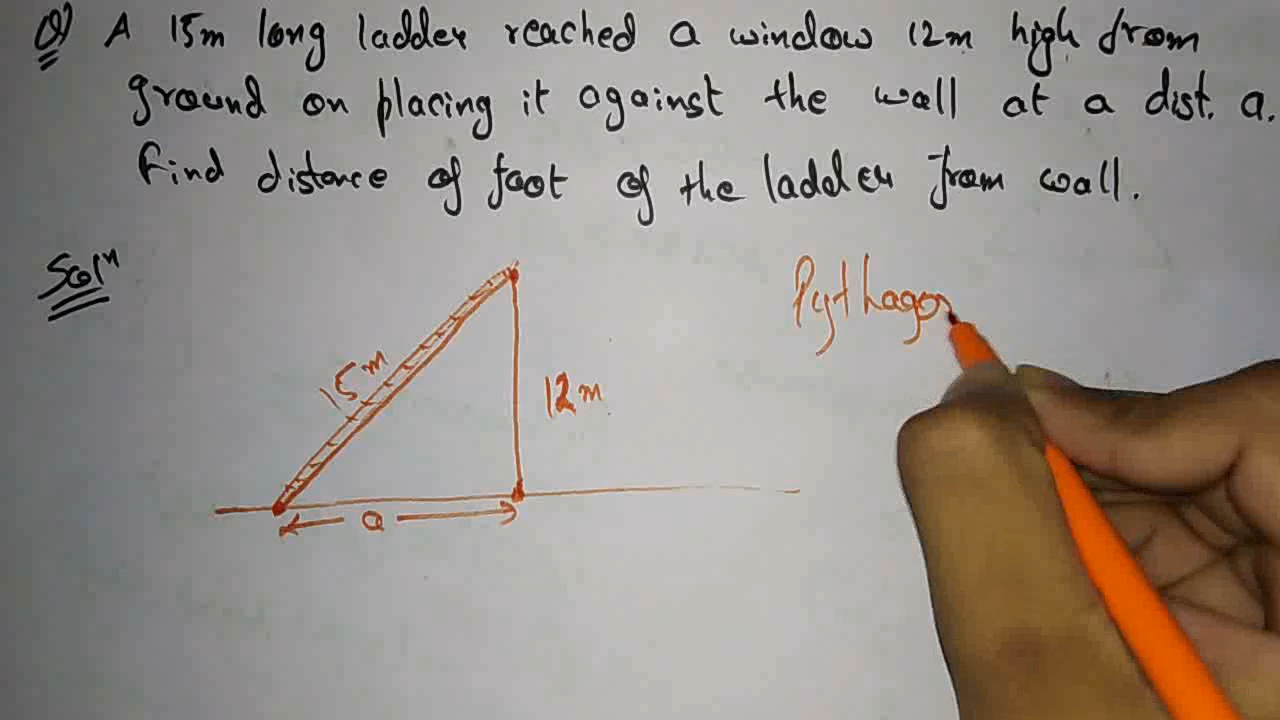 Q) A 15m long ladder reached a window 12m high from
ground on placing it against the wall at a dist. a.
Find distance of foot of the ladder from wall.
Solⁿ
Pythagor
15m
12m
a